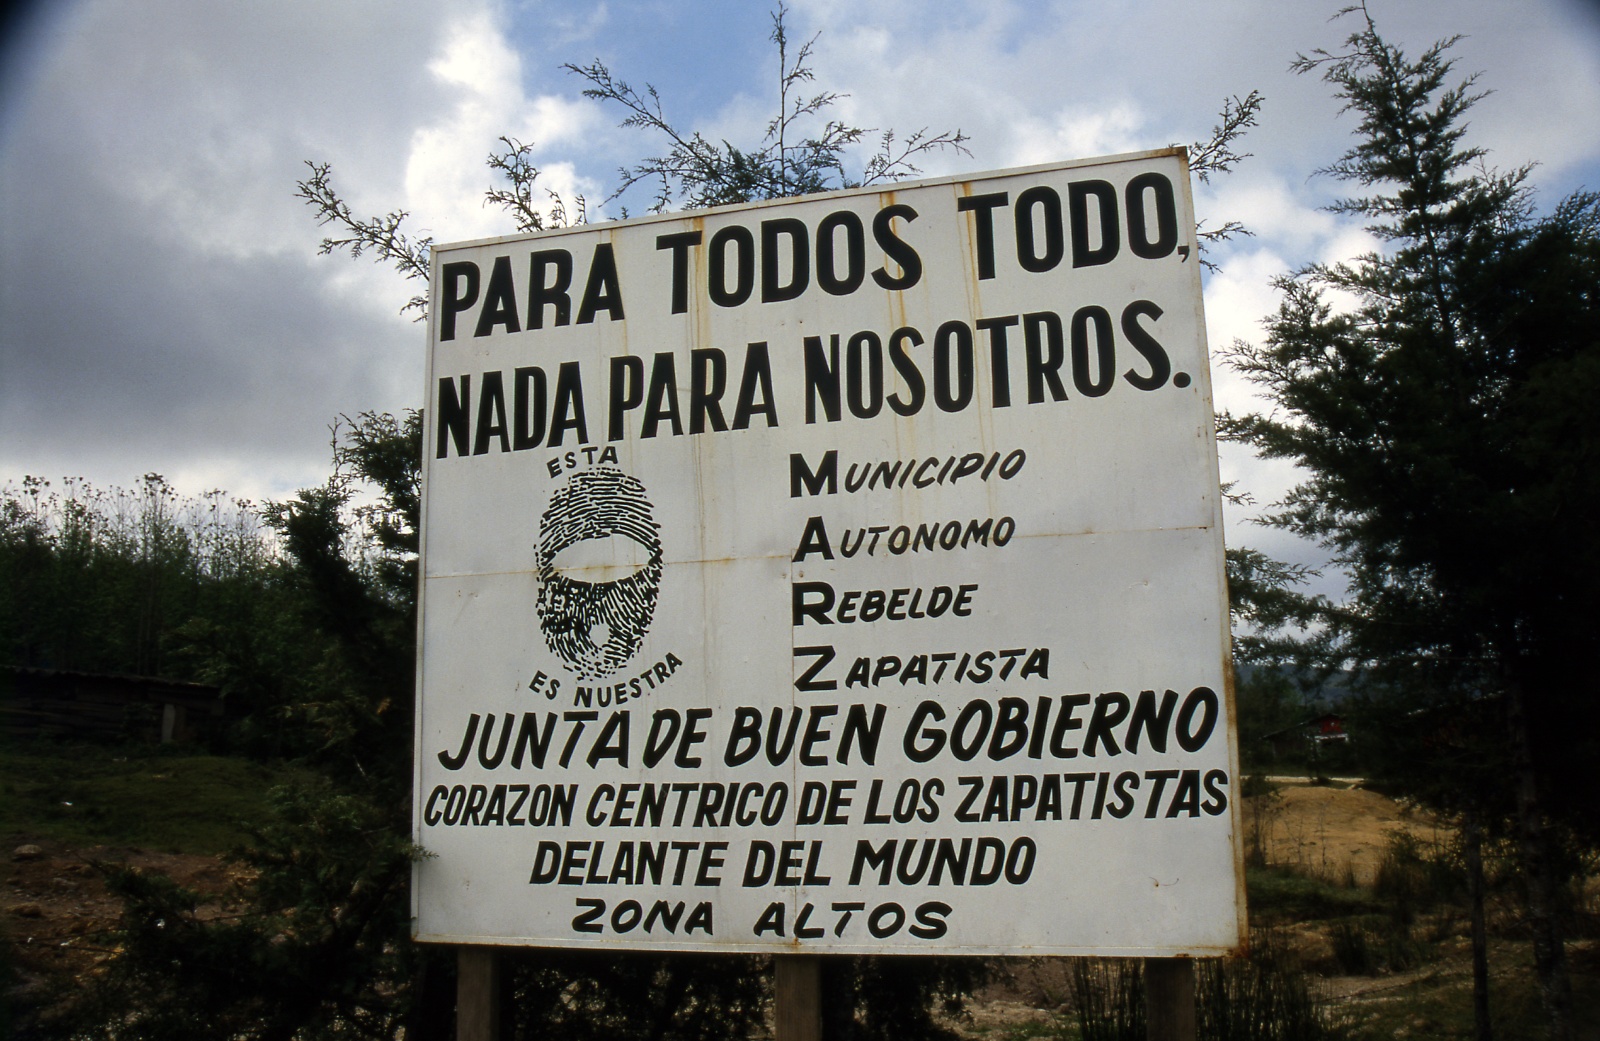 PARA TODOS TODO,
NADA PARA NOSOTROS.
ESTA
ES NUESTRA
MUNICIPIO
AUTONOMO
REBELDE
ZAPATISTA
JUNTA DE BUEN GOBIERNO
CORAZON CENTRICO DE LOS ZAPATISTAS
DELANTE DEL MUNDO
ZONA ALTOS